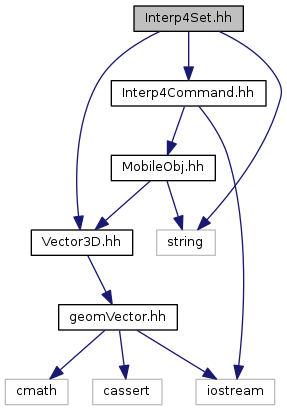 Interp4Set.hh
Interp4Command.hh
MobileObj.hh
Vector3D.hh
string
geomVector.hh
cmath
cassert
iostream